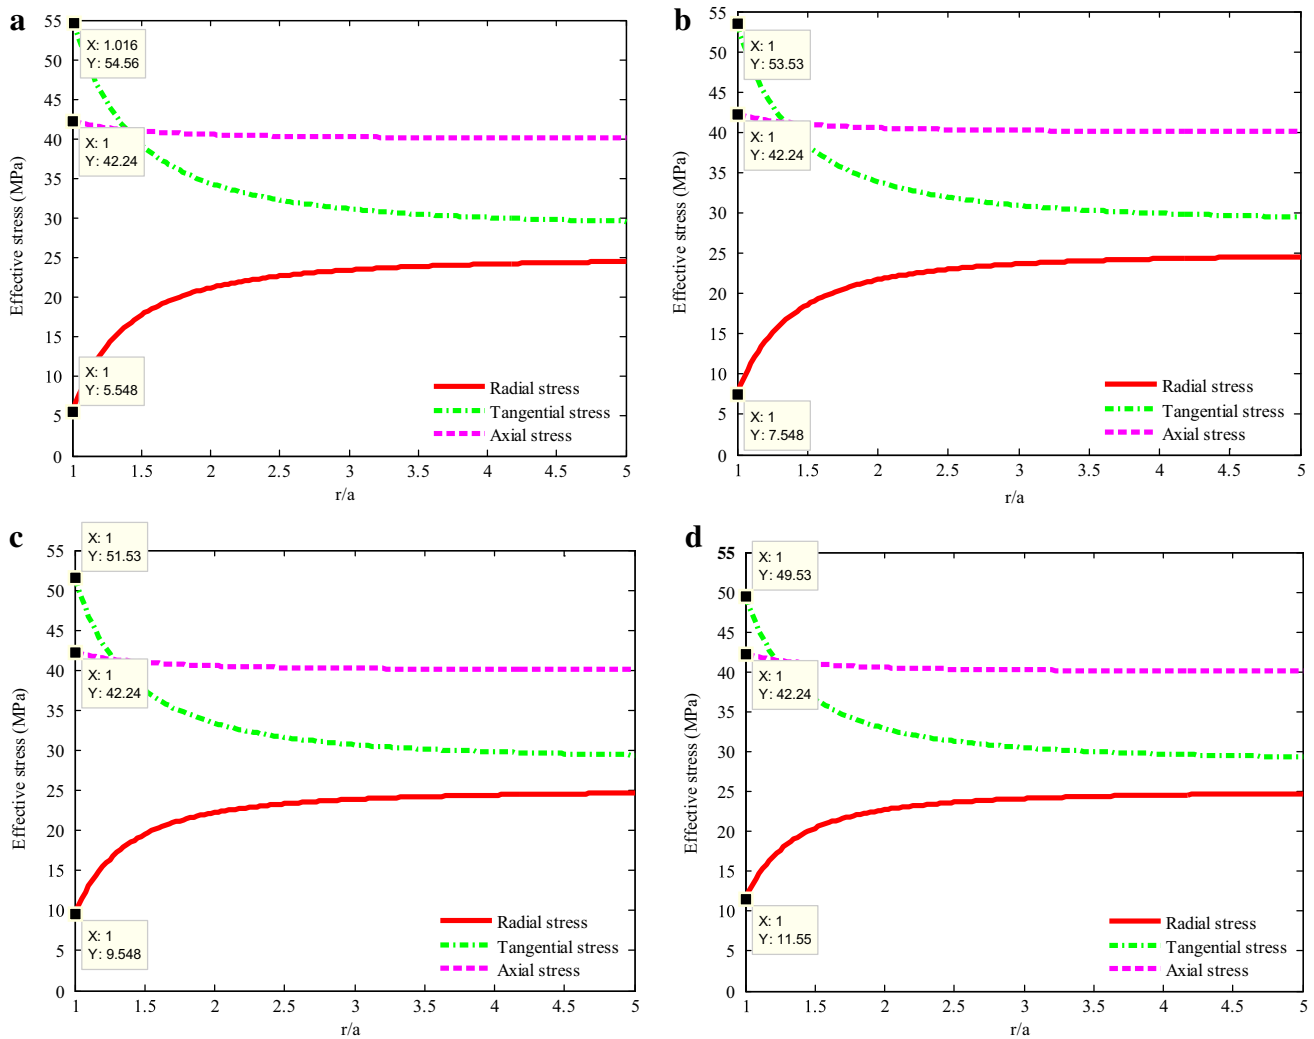 a
55
50
45
40
35
30
25
20
15
10
5
0
Effective stress (MPa)
X: 1.016
Y: 54.56
X: 1
Y: 42.24
X: 1
Y: 5.548
Radial stress
Tangential stress
Axial stress
1 1.5 2 2.5 3 3.5 4 4.5 5
r/a
b
55
50
45
40
35
30
25
20
15
10
5
0
Effective stress (MPa)
X: 1
Y: 53.53
X: 1
Y: 42.24
X: 1
Y: 7.548
Radial stress
Tangential stress
Axial stress
1 1.5 2 2.5 3 3.5 4 4.5 5
r/a
c
55
50
45
40
35
30
25
20
15
10
5
0
Effective stress (MPa)
X: 1
Y: 51.53
X: 1
Y: 42.24
X: 1
Y: 9.548
Radial stress
Tangential stress
Axial stress
1 1.5 2 2.5 3 3.5 4 4.5 5
r/a
d
55
50
45
40
35
30
25
20
15
10
5
0
Effective stress (MPa)
X: 1
Y: 49.53
X: 1
Y: 42.24
X: 1
Y: 11.55
Radial stress
Tangential stress
Axial stress
1 1.5 2 2.5 3 3.5 4 4.5 5
r/a